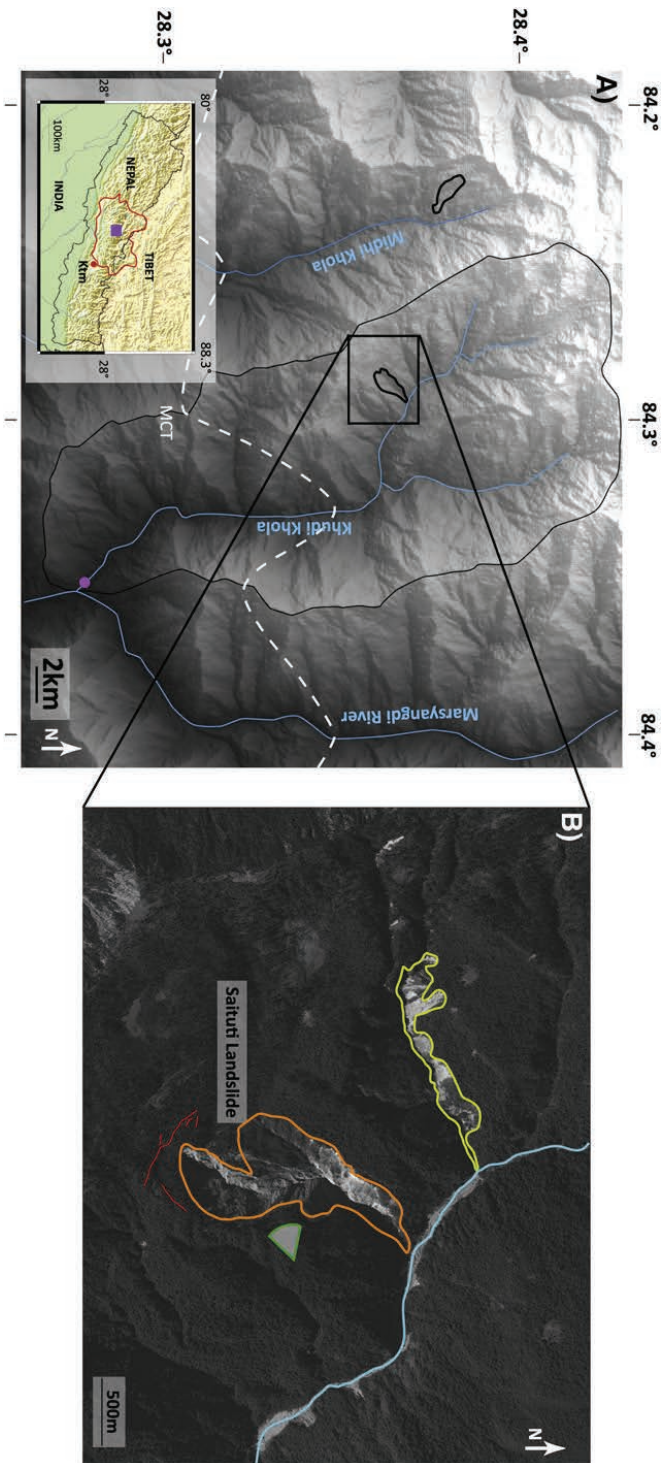 A)
84.2°
84.3°
84.4°
28.4°
28.3°
Midhi Khola
Khudi Khola
Marsyangdi River
MCT
2km
N
80°
88.3°
28°
28°
TIBET
NEPAL
Ktm
INDIA
100km
B)
N
Saituti Landslide
500m